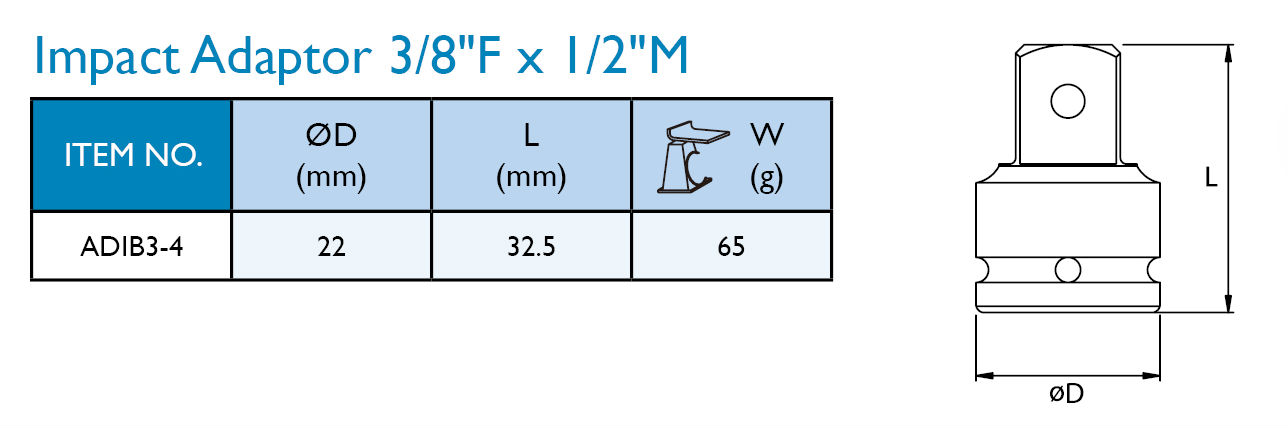 Impact Adaptor 3/8"F x 1/2"M
ITEM NO. ØD (mm) L (mm) W (g)
ADIB3-4 22 32.5 65
L
øD